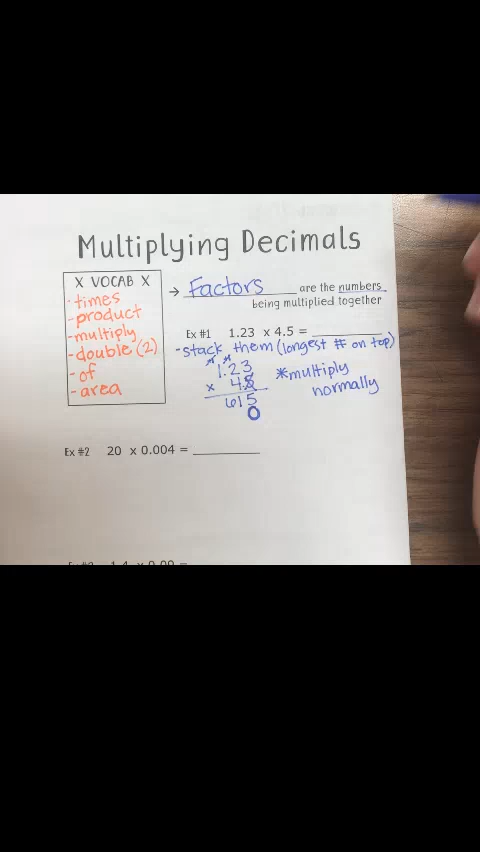 Multiplying Decimals
X VOCAB X
- times
- product
- multiply
- double (2)
- of
- area
→ Factors are the numbers
being multiplied together
Ex #1 1.23 x 4.5 =
- stack them (longest # on top)
1.23
x 4.5
615
0
*multiply
normally
Ex #2 20 x 0.004 =